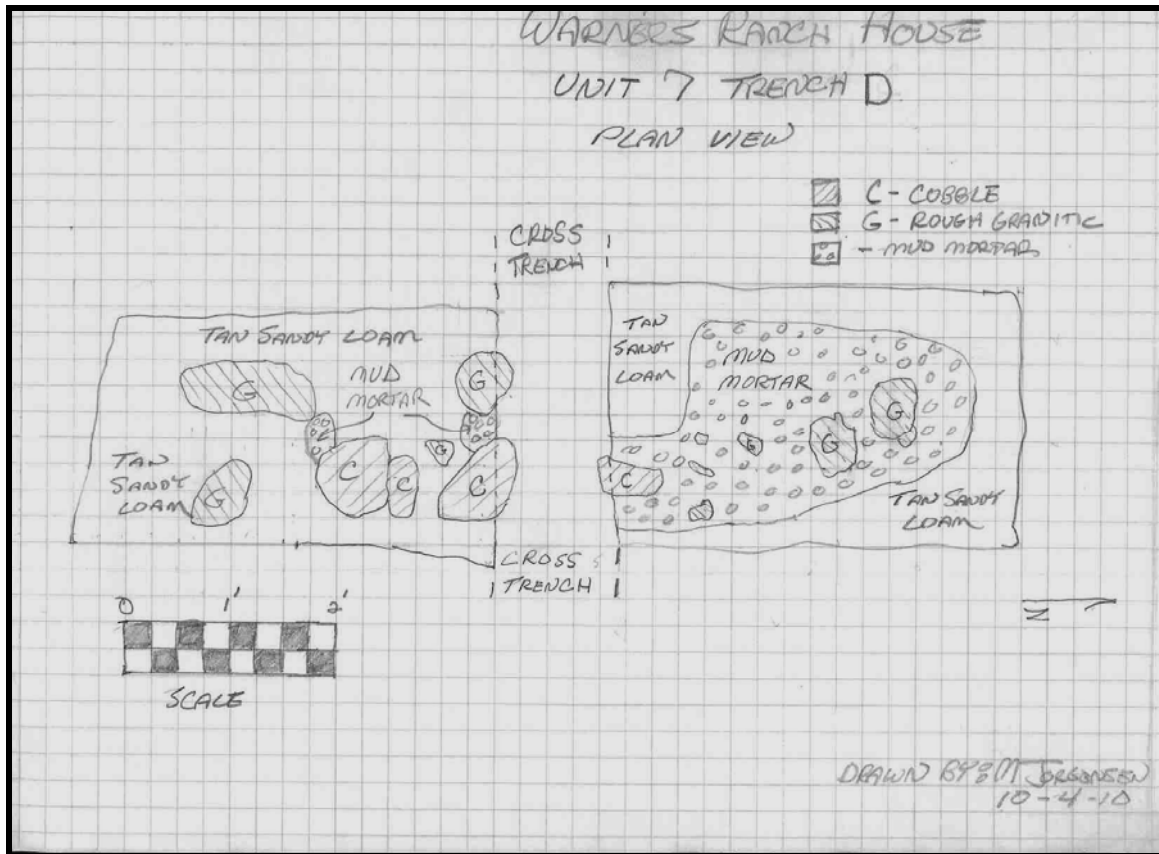 WARNERS RANCH HOUSE
UNIT 7 TRENCH D
PLAN VIEW
C - COBBLE
G - ROUGH GRANITIC
- MUD MORTAR
CROSS
TRENCH
TAN SANDY LOAM
MUD
MORTAR
G
G
G
C
C
C
TAN
SANDY
LOAM
G
TAN
SANDY
LOAM
MUD
MORTAR
G
G
G
C
TAN SANDY
LOAM
CROSS
TRENCH
0 1' 2'
SCALE
N
DRAWN BY: M JORGENSEN
10-4-10